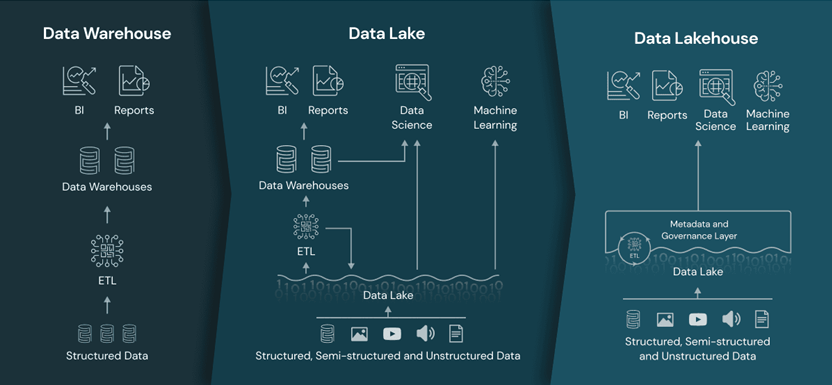 Data Warehouse
BI
Reports
Data Warehouses
ETL
Structured Data
Data Lake
BI
Reports
Data
Science
Machine
Learning
Data Warehouses
ETL
Data Lake
Structured, Semi-structured and Unstructured Data
Data Lakehouse
BI
Reports
Data
Science
Machine
Learning
Metadata and
Governance Layer
ETL
Data Lake
Structured, Semi-structured
and Unstructured Data